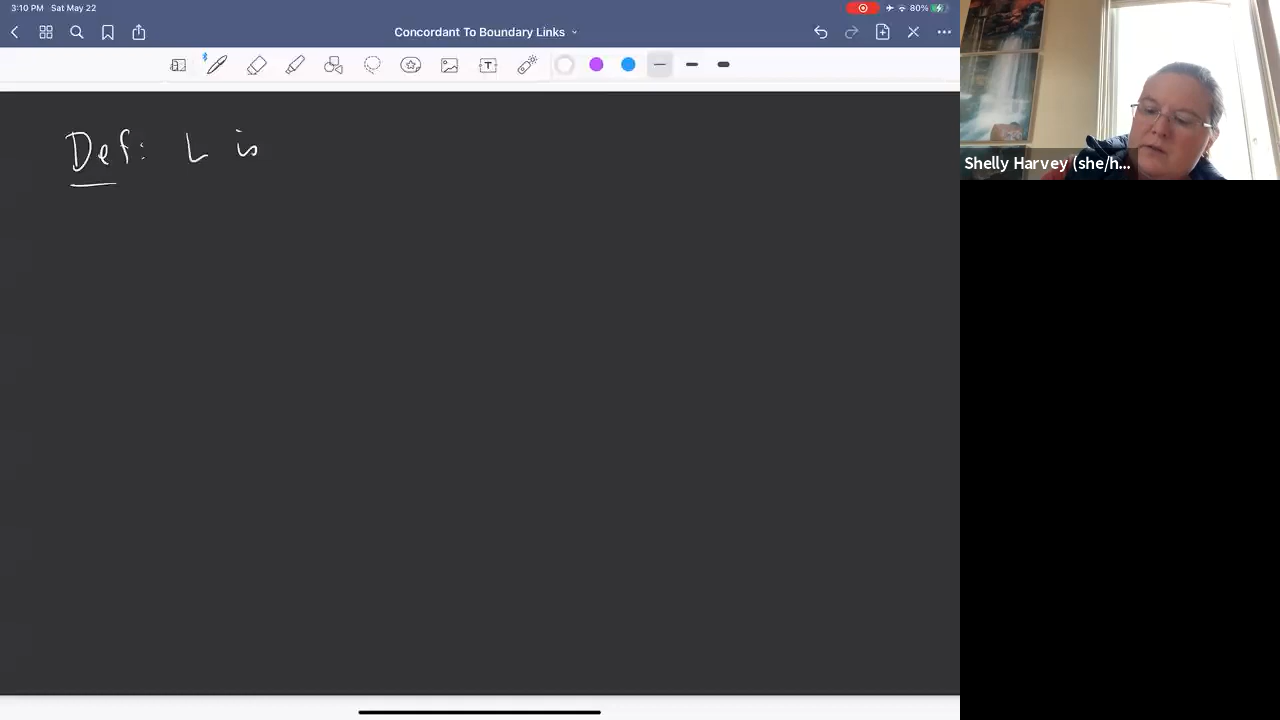 3:10 PM Sat May 22
80%
Concordant To Boundary Links
T
Def: L is
Shelly Harvey (she/h...